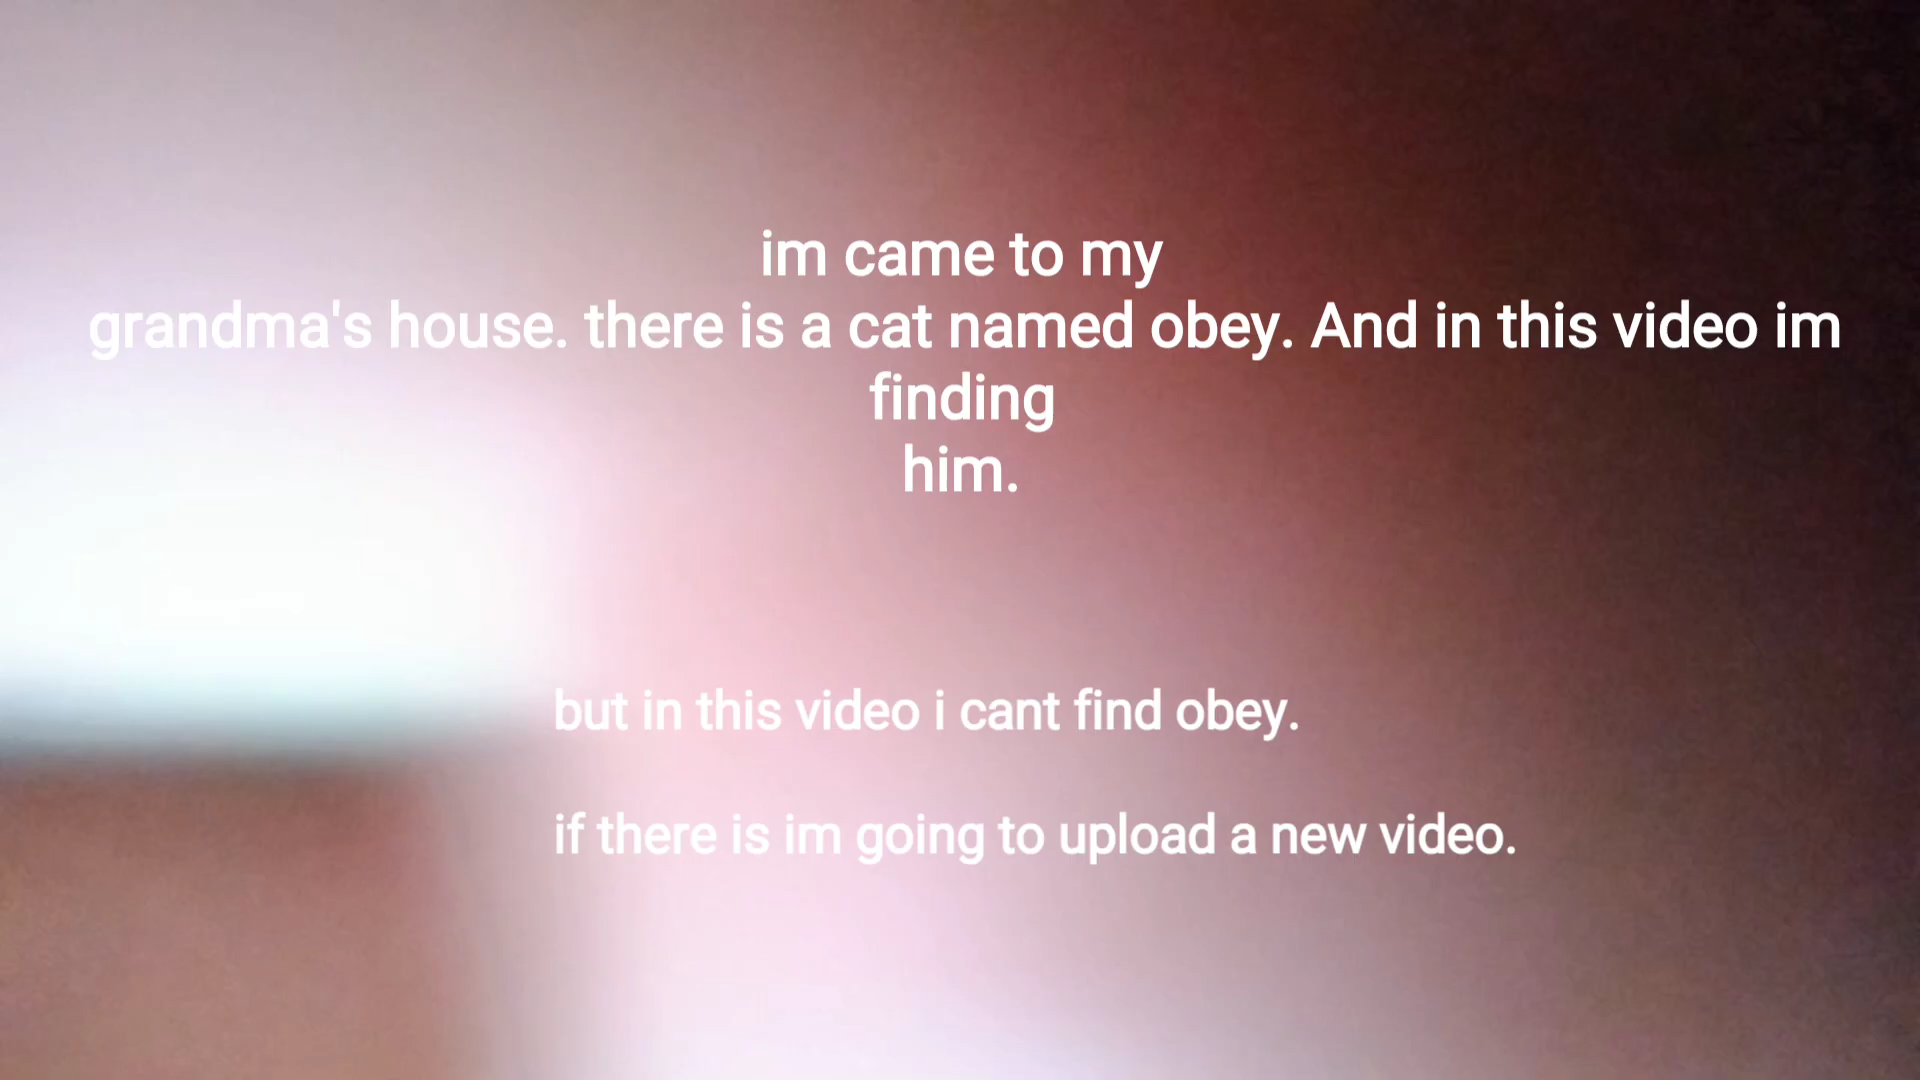 im came to my
grandma's house. there is a cat named obey. And in this video im
finding
him.
but in this video i cant find obey.
if there is im going to upload a new video.